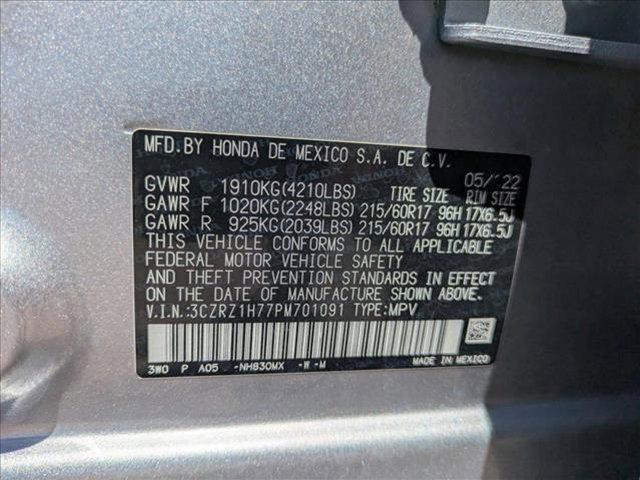 MFD. BY HONDA DE MEXICO S.A. DE C.V.
05/'22
GVWR 1910KG(4210LBS) TIRE SIZE RIM SIZE
GAWR F 1020KG(2248LBS) 215/60R17 96H 17X6.5J
GAWR R 925KG(2039LBS) 215/60R17 96H 17X6.5J
THIS VEHICLE CONFORMS TO ALL APPLICABLE
FEDERAL MOTOR VEHICLE SAFETY
AND THEFT PREVENTION STANDARDS IN EFFECT
ON THE DATE OF MANUFACTURE SHOWN ABOVE.
V.I.N.:3CZRZ1H77PM701091 TYPE:MPV
3W0 P A05 -NH830MX -W -M MADE IN MEXICO